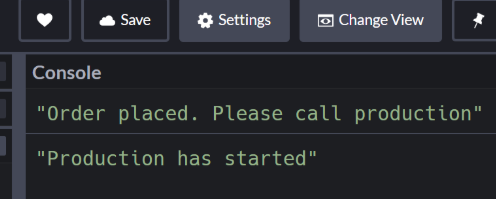 Save
Settings
Change View
Console
"Order placed. Please call production"
"Production has started"